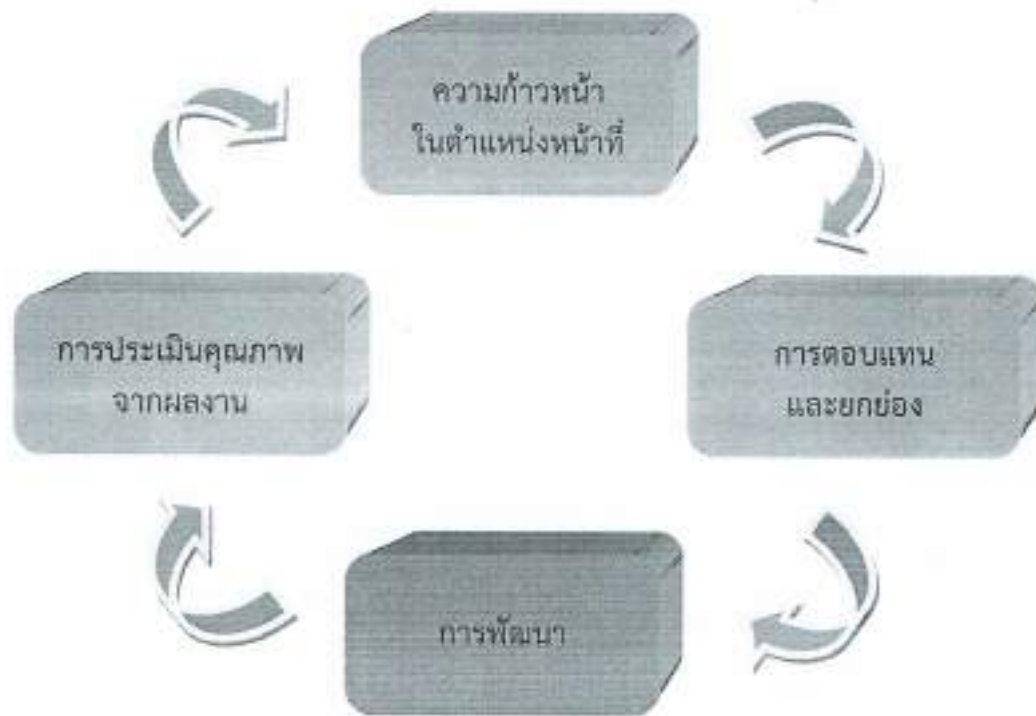 ความก้าวหน้า
ในตำแหน่งหน้าที่
การประเมินคุณภาพ
จากผลงาน
การตอบแทน
และยกย่อง
การพัฒนา